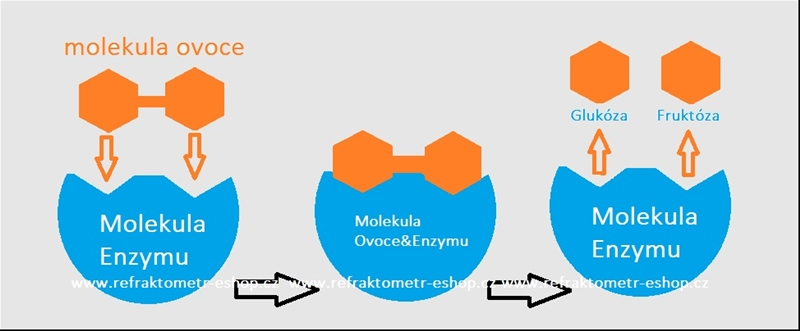 molekula ovoce
Molekula
Enzymu
Molekula
Ovoce&Enzymu
Glukóza
Fruktóza
Molekula
Enzymu
www.refraktometr-eshop.cz www.refraktometr-eshop.cz www.refraktometr-eshop.cz